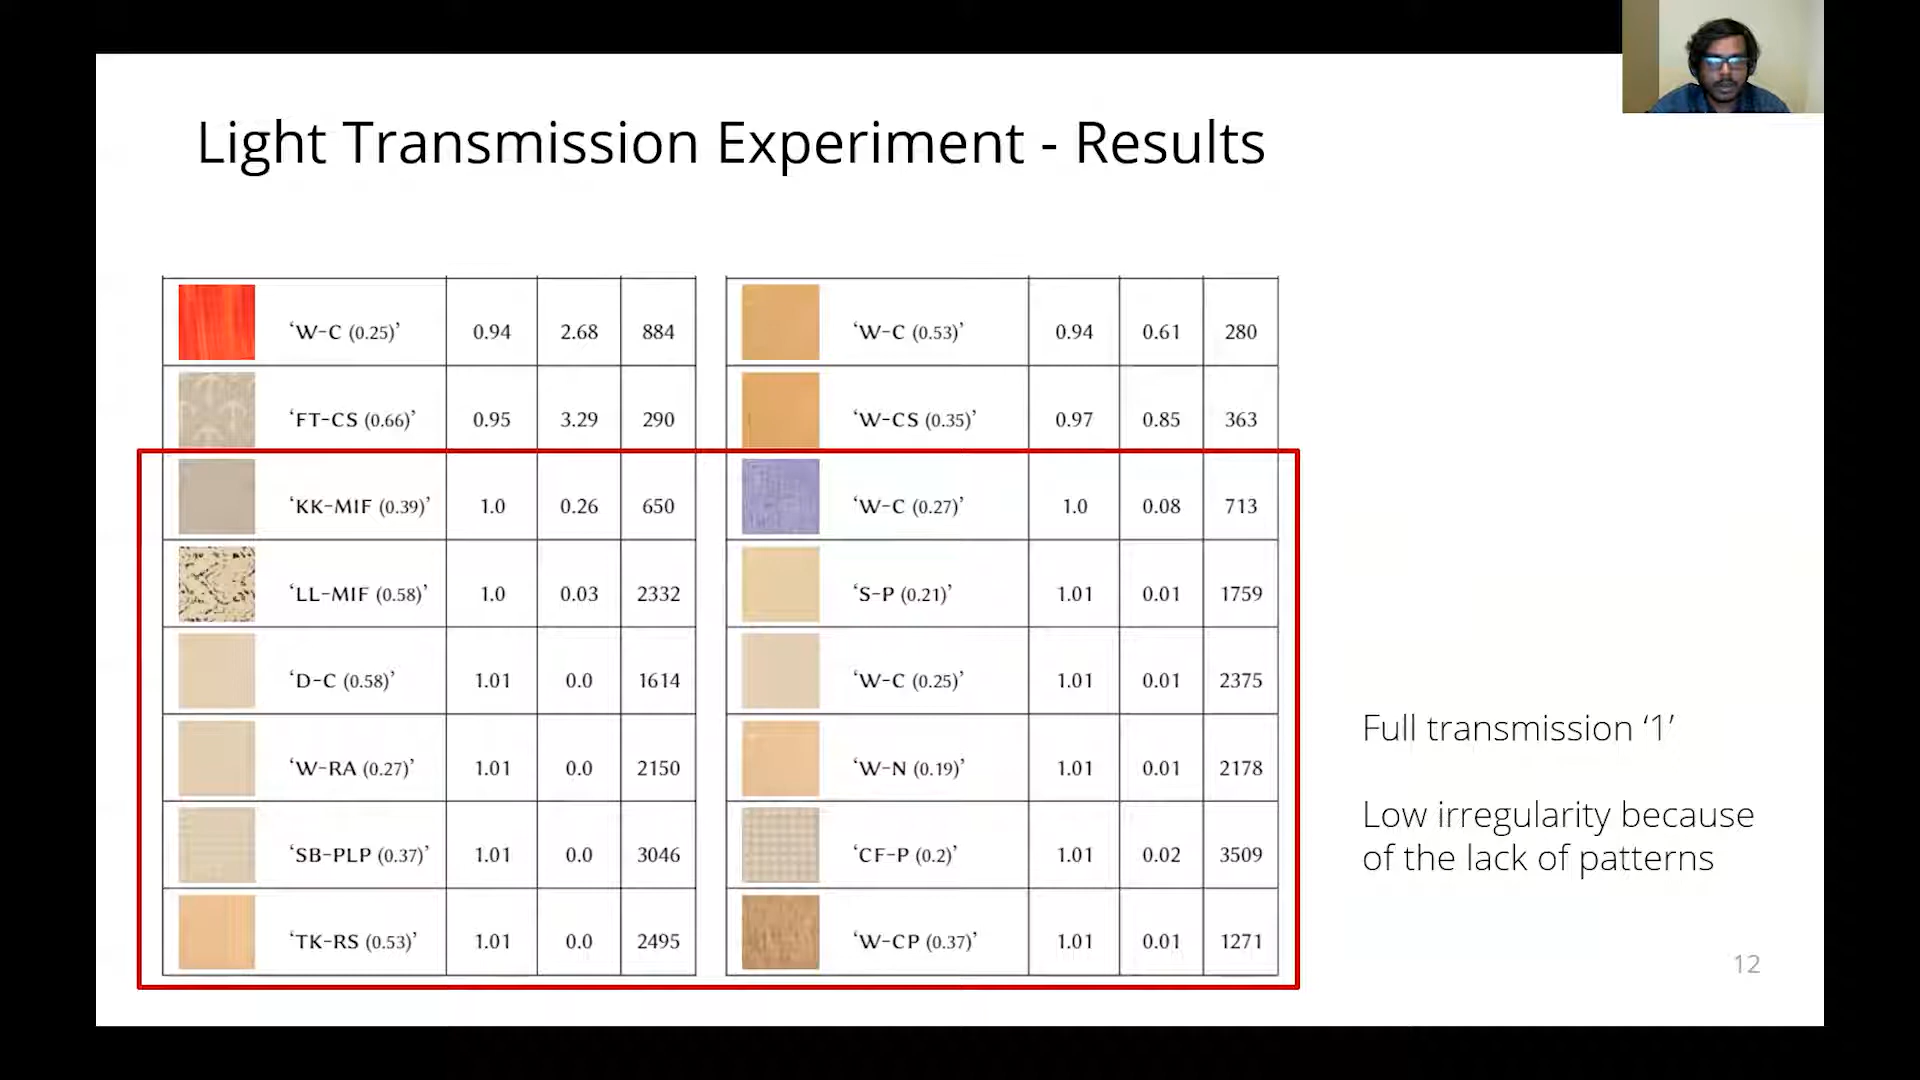 Light Transmission Experiment - Results
‘W-C (0.25)’ 0.94 2.68 884 ‘W-C (0.53)’ 0.94 0.61 280
‘FT-CS (0.66)’ 0.95 3.29 290 ‘W-CS (0.35)’ 0.97 0.85 363
‘KK-MIF (0.39)’ 1.0 0.26 650 ‘W-C (0.27)’ 1.0 0.08 713
‘LL-MIF (0.58)’ 1.0 0.03 2332 ‘S-P (0.21)’ 1.01 0.01 1759
‘D-C (0.58)’ 1.01 0.0 1614 ‘W-C (0.25)’ 1.01 0.01 2375
‘W-RA (0.27)’ 1.01 0.0 2150 ‘W-N (0.19)’ 1.01 0.01 2178
‘SB-PLP (0.37)’ 1.01 0.0 3046 ‘CF-P (0.2)’ 1.01 0.02 3509
‘TK-RS (0.53)’ 1.01 0.0 2495 ‘W-CP (0.37)’ 1.01 0.01 1271
Full transmission ‘1’
Low irregularity because
of the lack of patterns
12